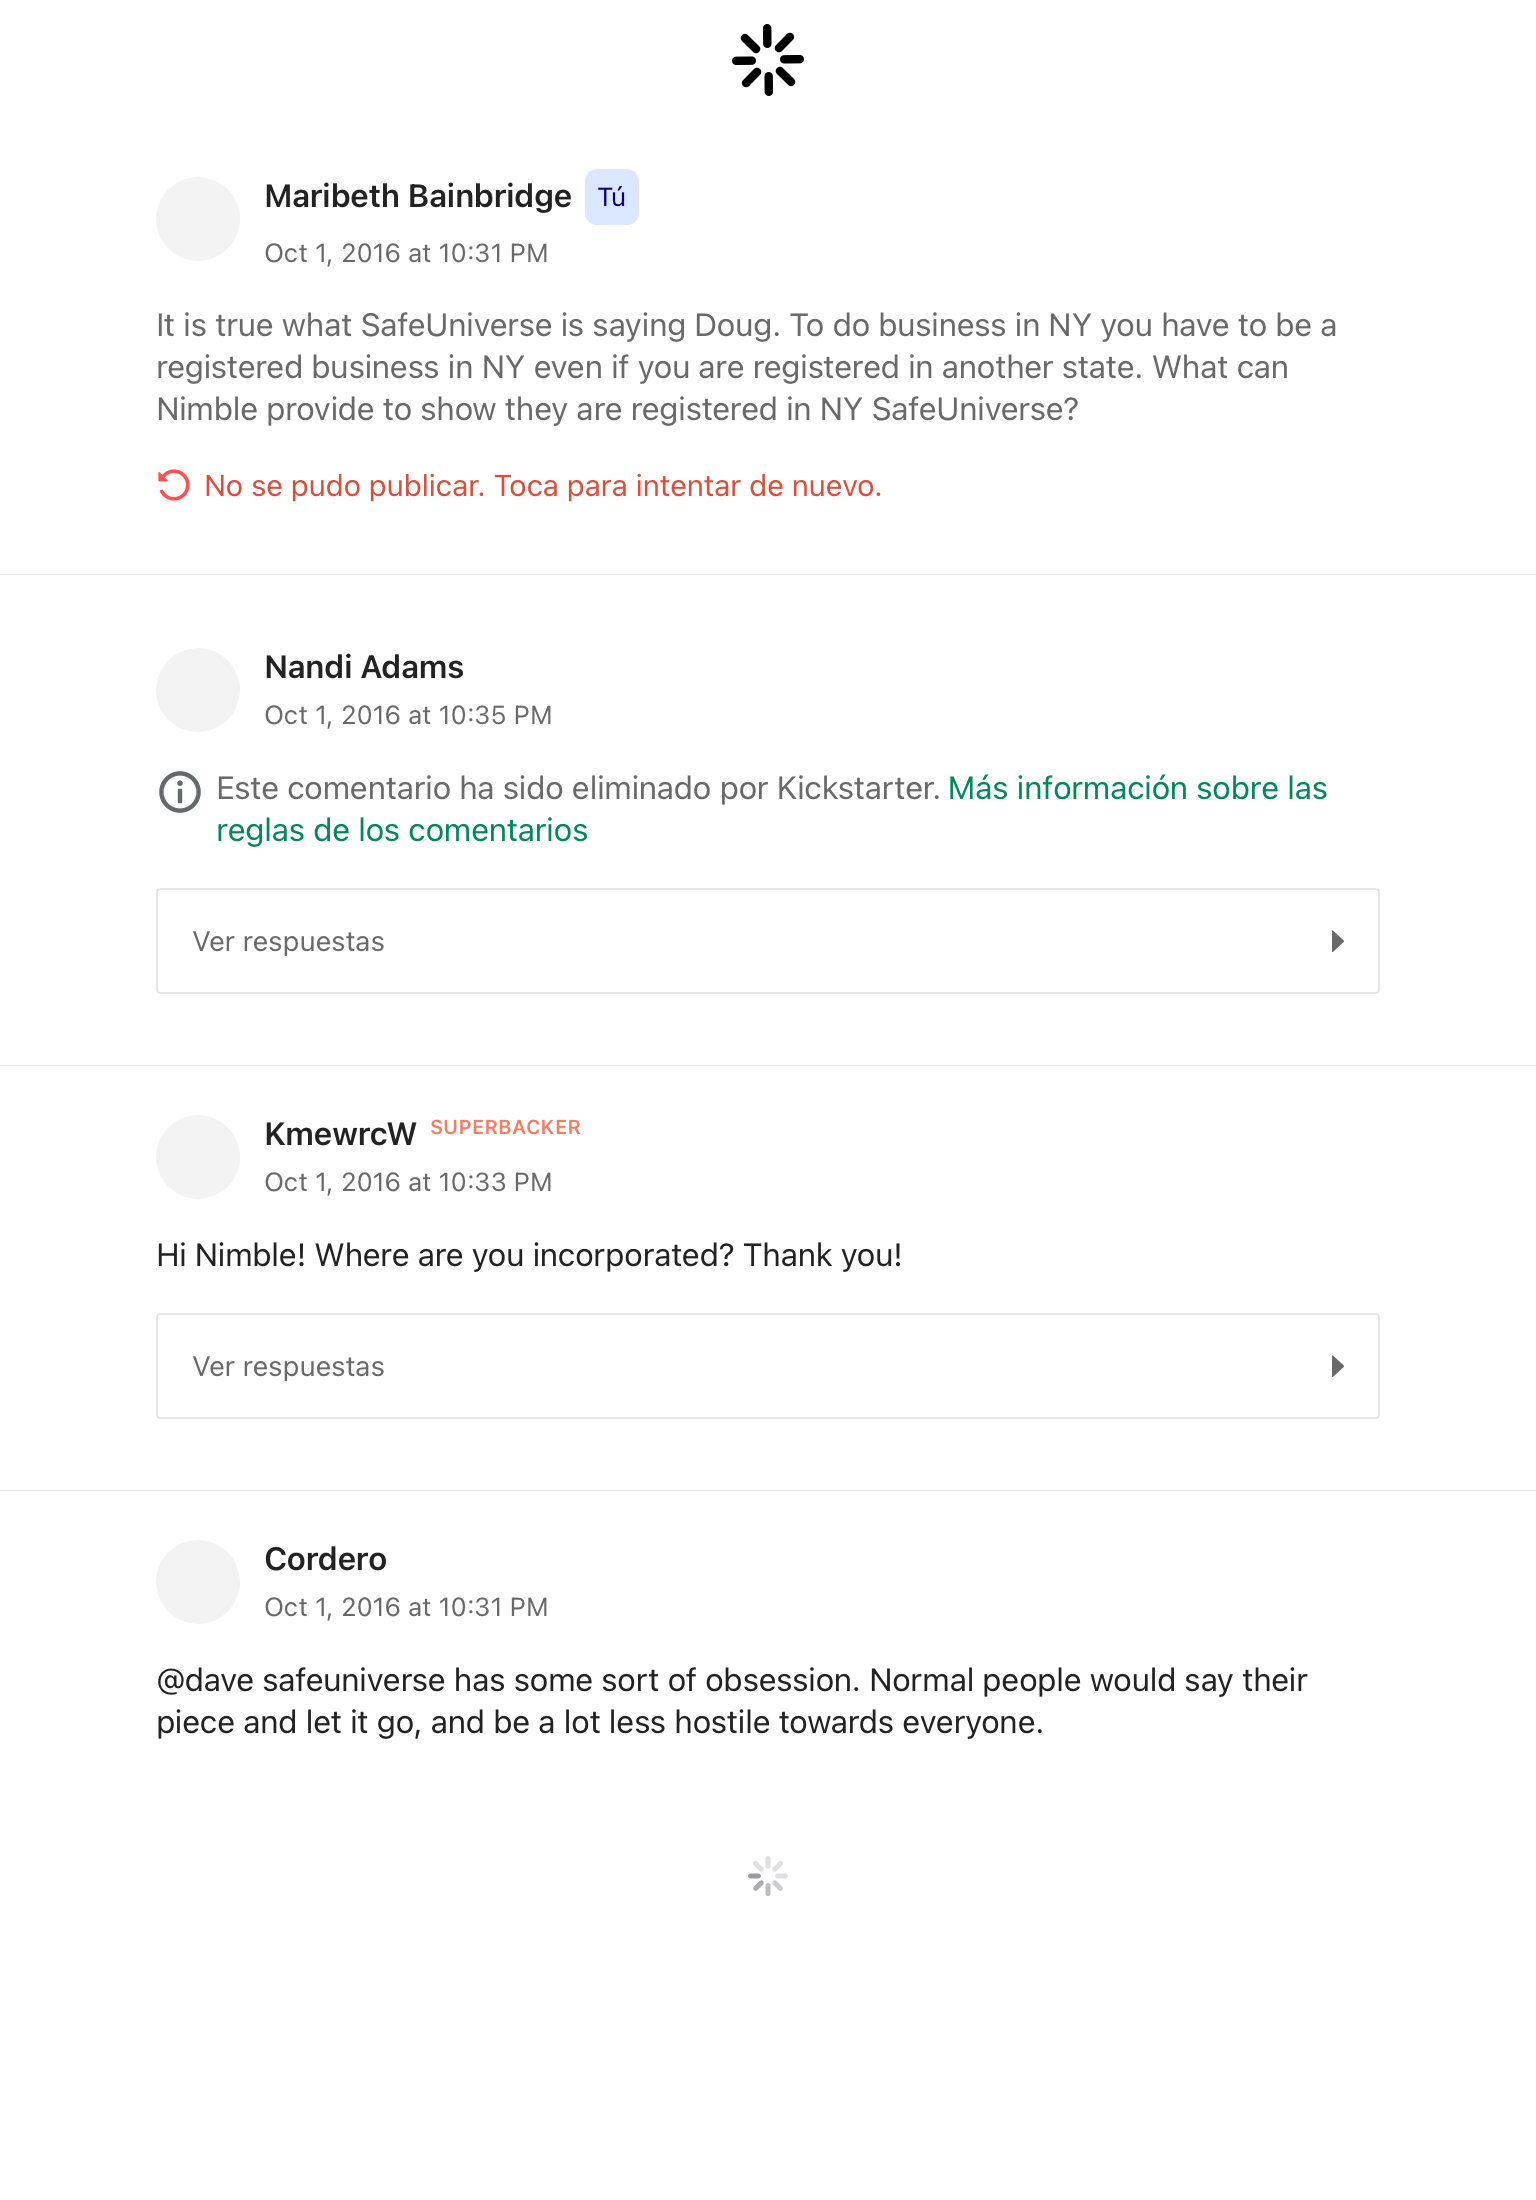 Maribeth Bainbridge Tú
Oct 1, 2016 at 10:31 PM
It is true what SafeUniverse is saying Doug. To do business in NY you have to be a
registered business in NY even if you are registered in another state. What can
Nimble provide to show they are registered in NY SafeUniverse?
No se pudo publicar. Toca para intentar de nuevo.
Nandi Adams
Oct 1, 2016 at 10:35 PM
Este comentario ha sido eliminado por Kickstarter. Más información sobre las
reglas de los comentarios
Ver respuestas
KmewrcW SUPERBACKER
Oct 1, 2016 at 10:33 PM
Hi Nimble! Where are you incorporated? Thank you!
Ver respuestas
Cordero
Oct 1, 2016 at 10:31 PM
@dave safeuniverse has some sort of obsession. Normal people would say their
piece and let it go, and be a lot less hostile towards everyone.